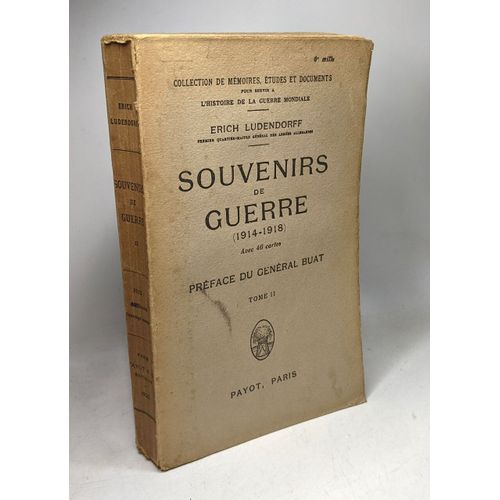 6e mille
COLLECTION DE MÉMOIRES, ÉTUDES ET DOCUMENTS
POUR SERVIR A
L'HISTOIRE DE LA GUERRE MONDIALE
ERICH LUDENDORFF
PREMIER QUARTIER-MAITRE GÉNÉRAL DES ARMÉES ALLEMANDES
SOUVENIRS
DE
GUERRE
(1914-1918)
Avec 46 cartes
PRÉFACE DU GÉNÉRAL BUAT
TOME II
PAYOT, PARIS
ERICH
LUDENDORFF
SOUVENIRS
DE
GUERRE
II